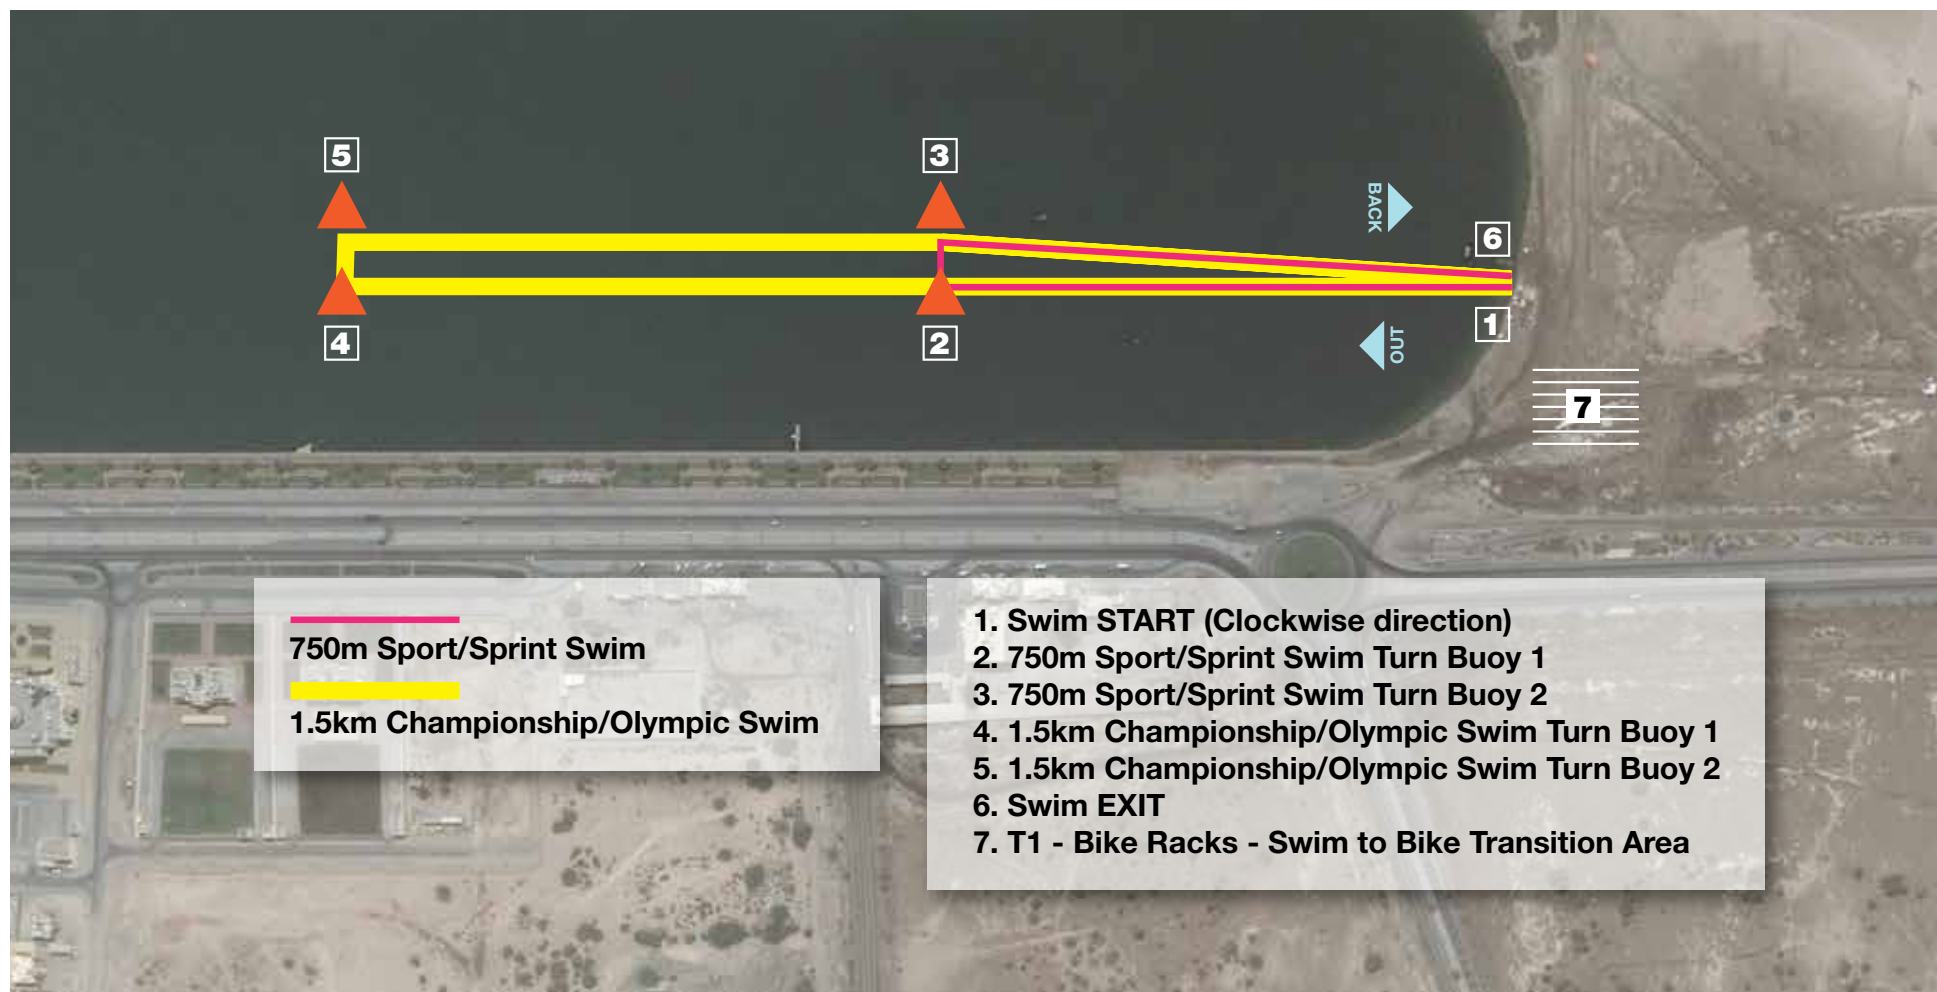 5
3
BACK
6
4
2
OUT
1
7
750m Sport/Sprint Swim
1.5km Championship/Olympic Swim
1. Swim START (Clockwise direction)
2. 750m Sport/Sprint Swim Turn Buoy 1
3. 750m Sport/Sprint Swim Turn Buoy 2
4. 1.5km Championship/Olympic Swim Turn Buoy 1
5. 1.5km Championship/Olympic Swim Turn Buoy 2
6. Swim EXIT
7. T1 - Bike Racks - Swim to Bike Transition Area